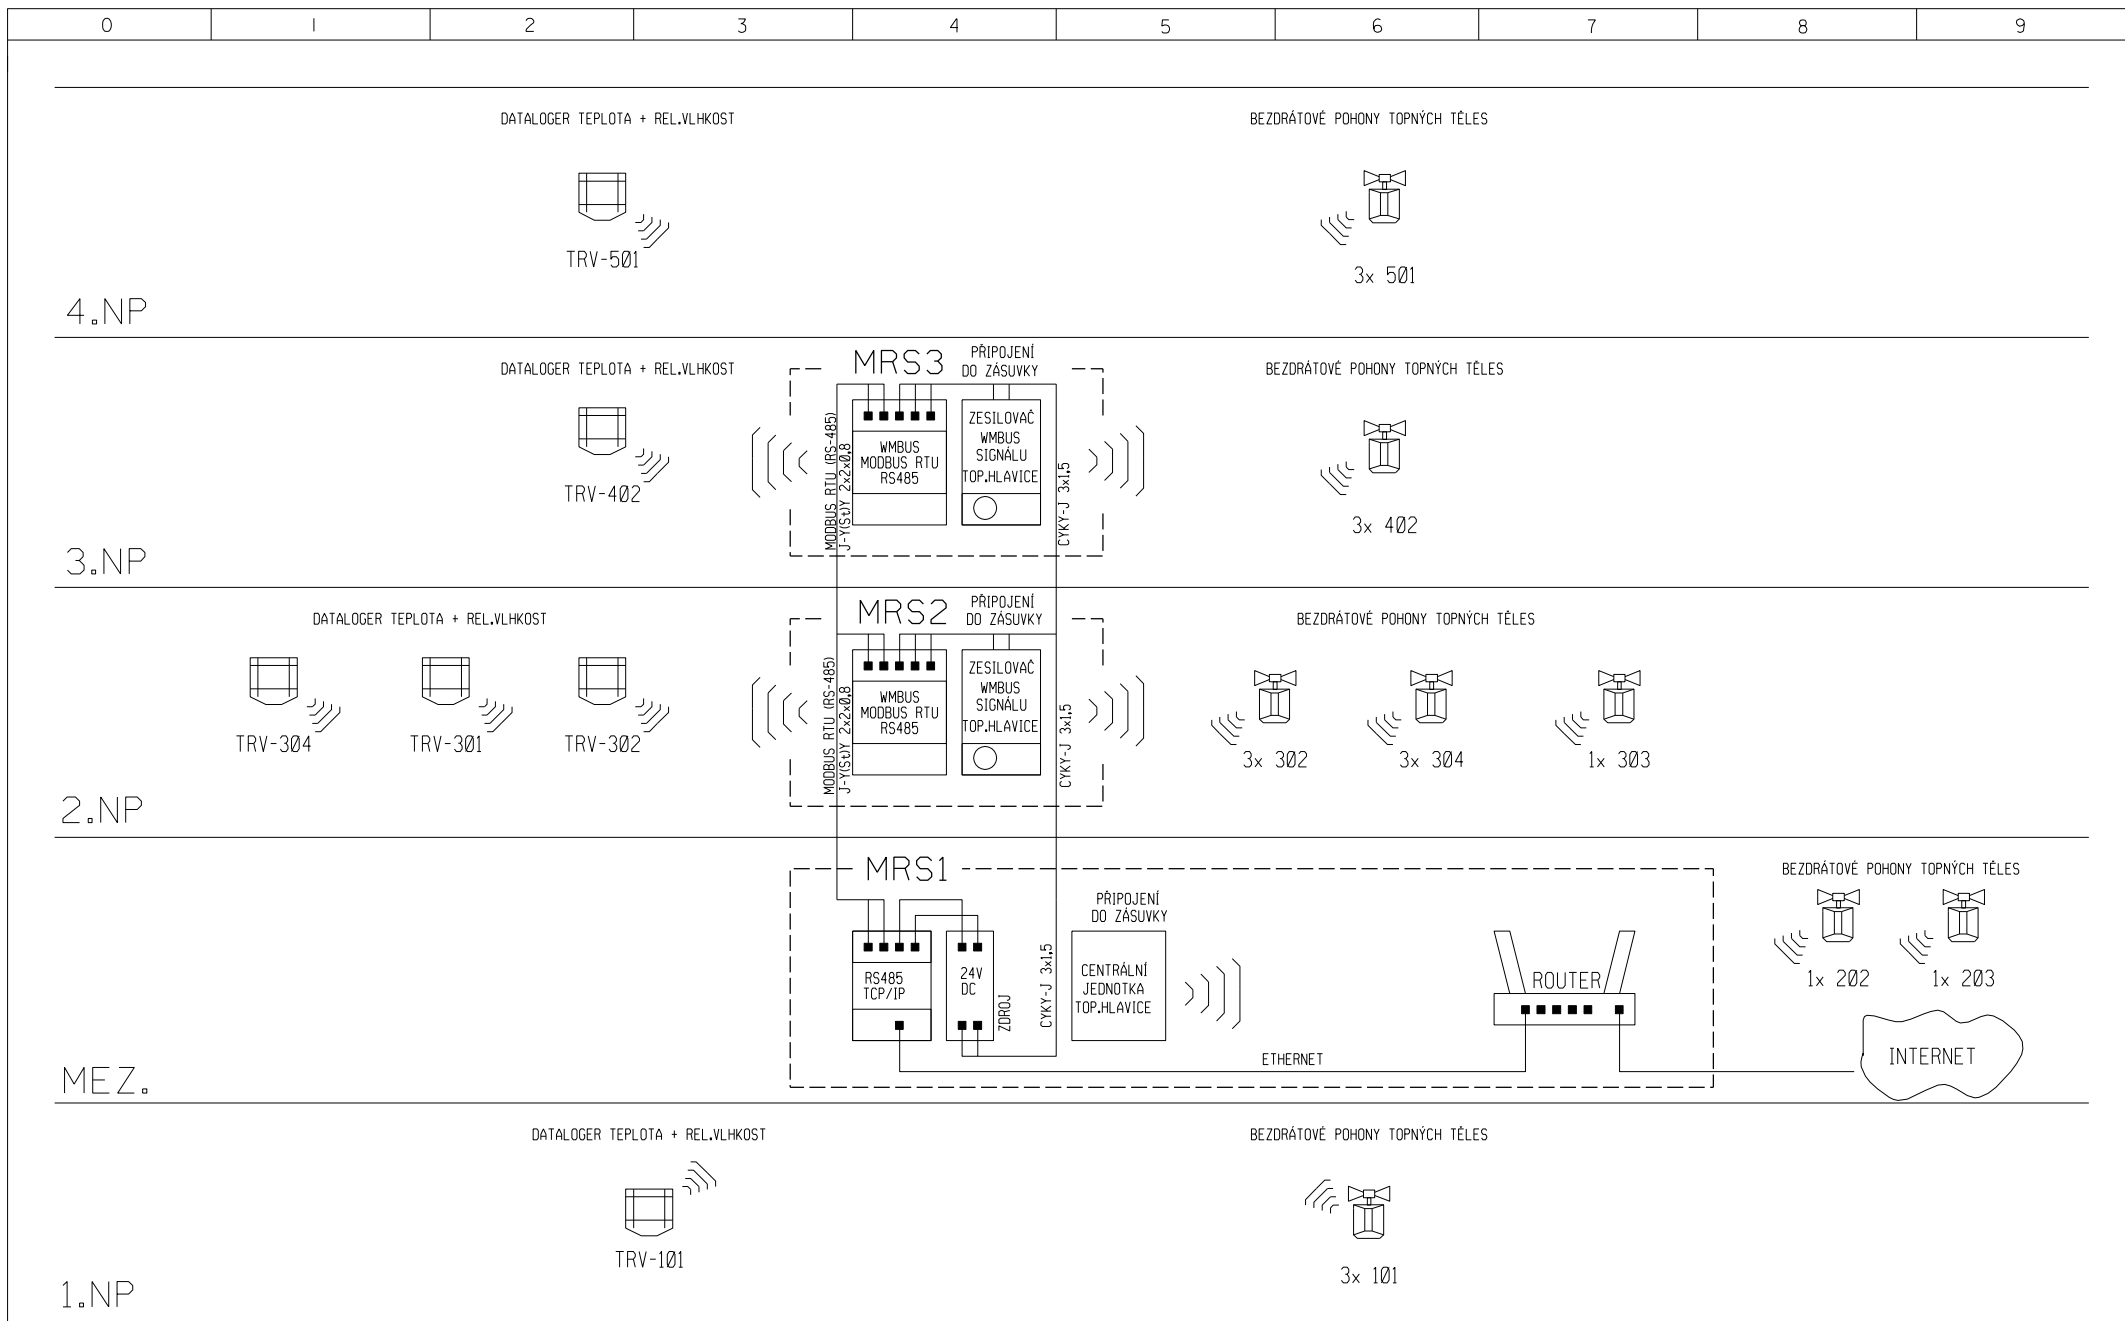 0 1 2 3 4 5 6 7 8 9
DATALOGER TEPLOTA + REL.VLHKOST
BEZDRÁTOVÉ POHONY TOPNÝCH TĚLES
TRV-501
3x 501
4.NP
DATALOGER TEPLOTA + REL.VLHKOST
MRS3
PŘIPOJENÍ
DO ZÁSUVKY
BEZDRÁTOVÉ POHONY TOPNÝCH TĚLES
MODBUS RTU (RS-485)
J-Y(St)Y 2x2x0,8
WMBUS
MODBUS RTU
RS485
ZESILOVAČ
WMBUS
SIGNÁLU
TOP.HLAVICE
CYKY-J 3x1,5
TRV-402
3x 402
3.NP
DATALOGER TEPLOTA + REL.VLHKOST
MRS2
PŘIPOJENÍ
DO ZÁSUVKY
BEZDRÁTOVÉ POHONY TOPNÝCH TĚLES
MODBUS RTU (RS-485)
J-Y(St)Y 2x2x0,8
WMBUS
MODBUS RTU
RS485
ZESILOVAČ
WMBUS
SIGNÁLU
TOP.HLAVICE
CYKY-J 3x1,5
TRV-304
TRV-301
TRV-302
3x 302
3x 304
1x 303
2.NP
MRS1
BEZDRÁTOVÉ POHONY TOPNÝCH TĚLES
PŘIPOJENÍ
DO ZÁSUVKY
RS485
TCP/IP
24V
DC
ZDROJ
CYKY-J 3x1,5
CENTRÁLNÍ
JEDNOTKA
TOP.HLAVICE
ROUTER
1x 202
1x 203
ETHERNET
INTERNET
MEZ.
DATALOGER TEPLOTA + REL.VLHKOST
BEZDRÁTOVÉ POHONY TOPNÝCH TĚLES
TRV-101
3x 101
1.NP